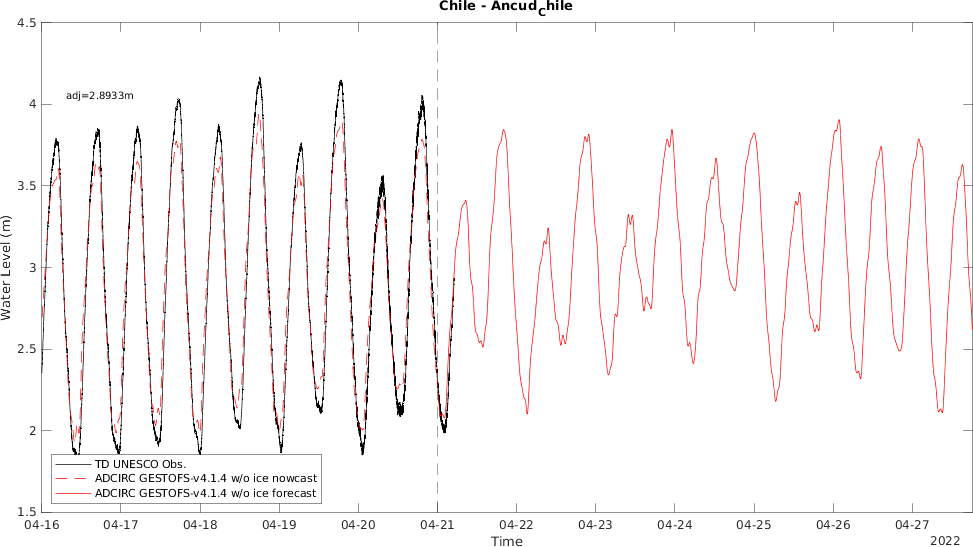 Chile - Ancud_Chile
4.5
adj=2.8933m
4
3.5
3
2.5
2
1.5
Water Level (m)
TD UNESCO Obs.
ADCIRC GESTOFS-v4.1.4 w/o ice nowcast
ADCIRC GESTOFS-v4.1.4 w/o ice forecast
04-16 04-17 04-18 04-19 04-20 04-21 04-22 04-23 04-24 04-25 04-26 04-27
Time
2022